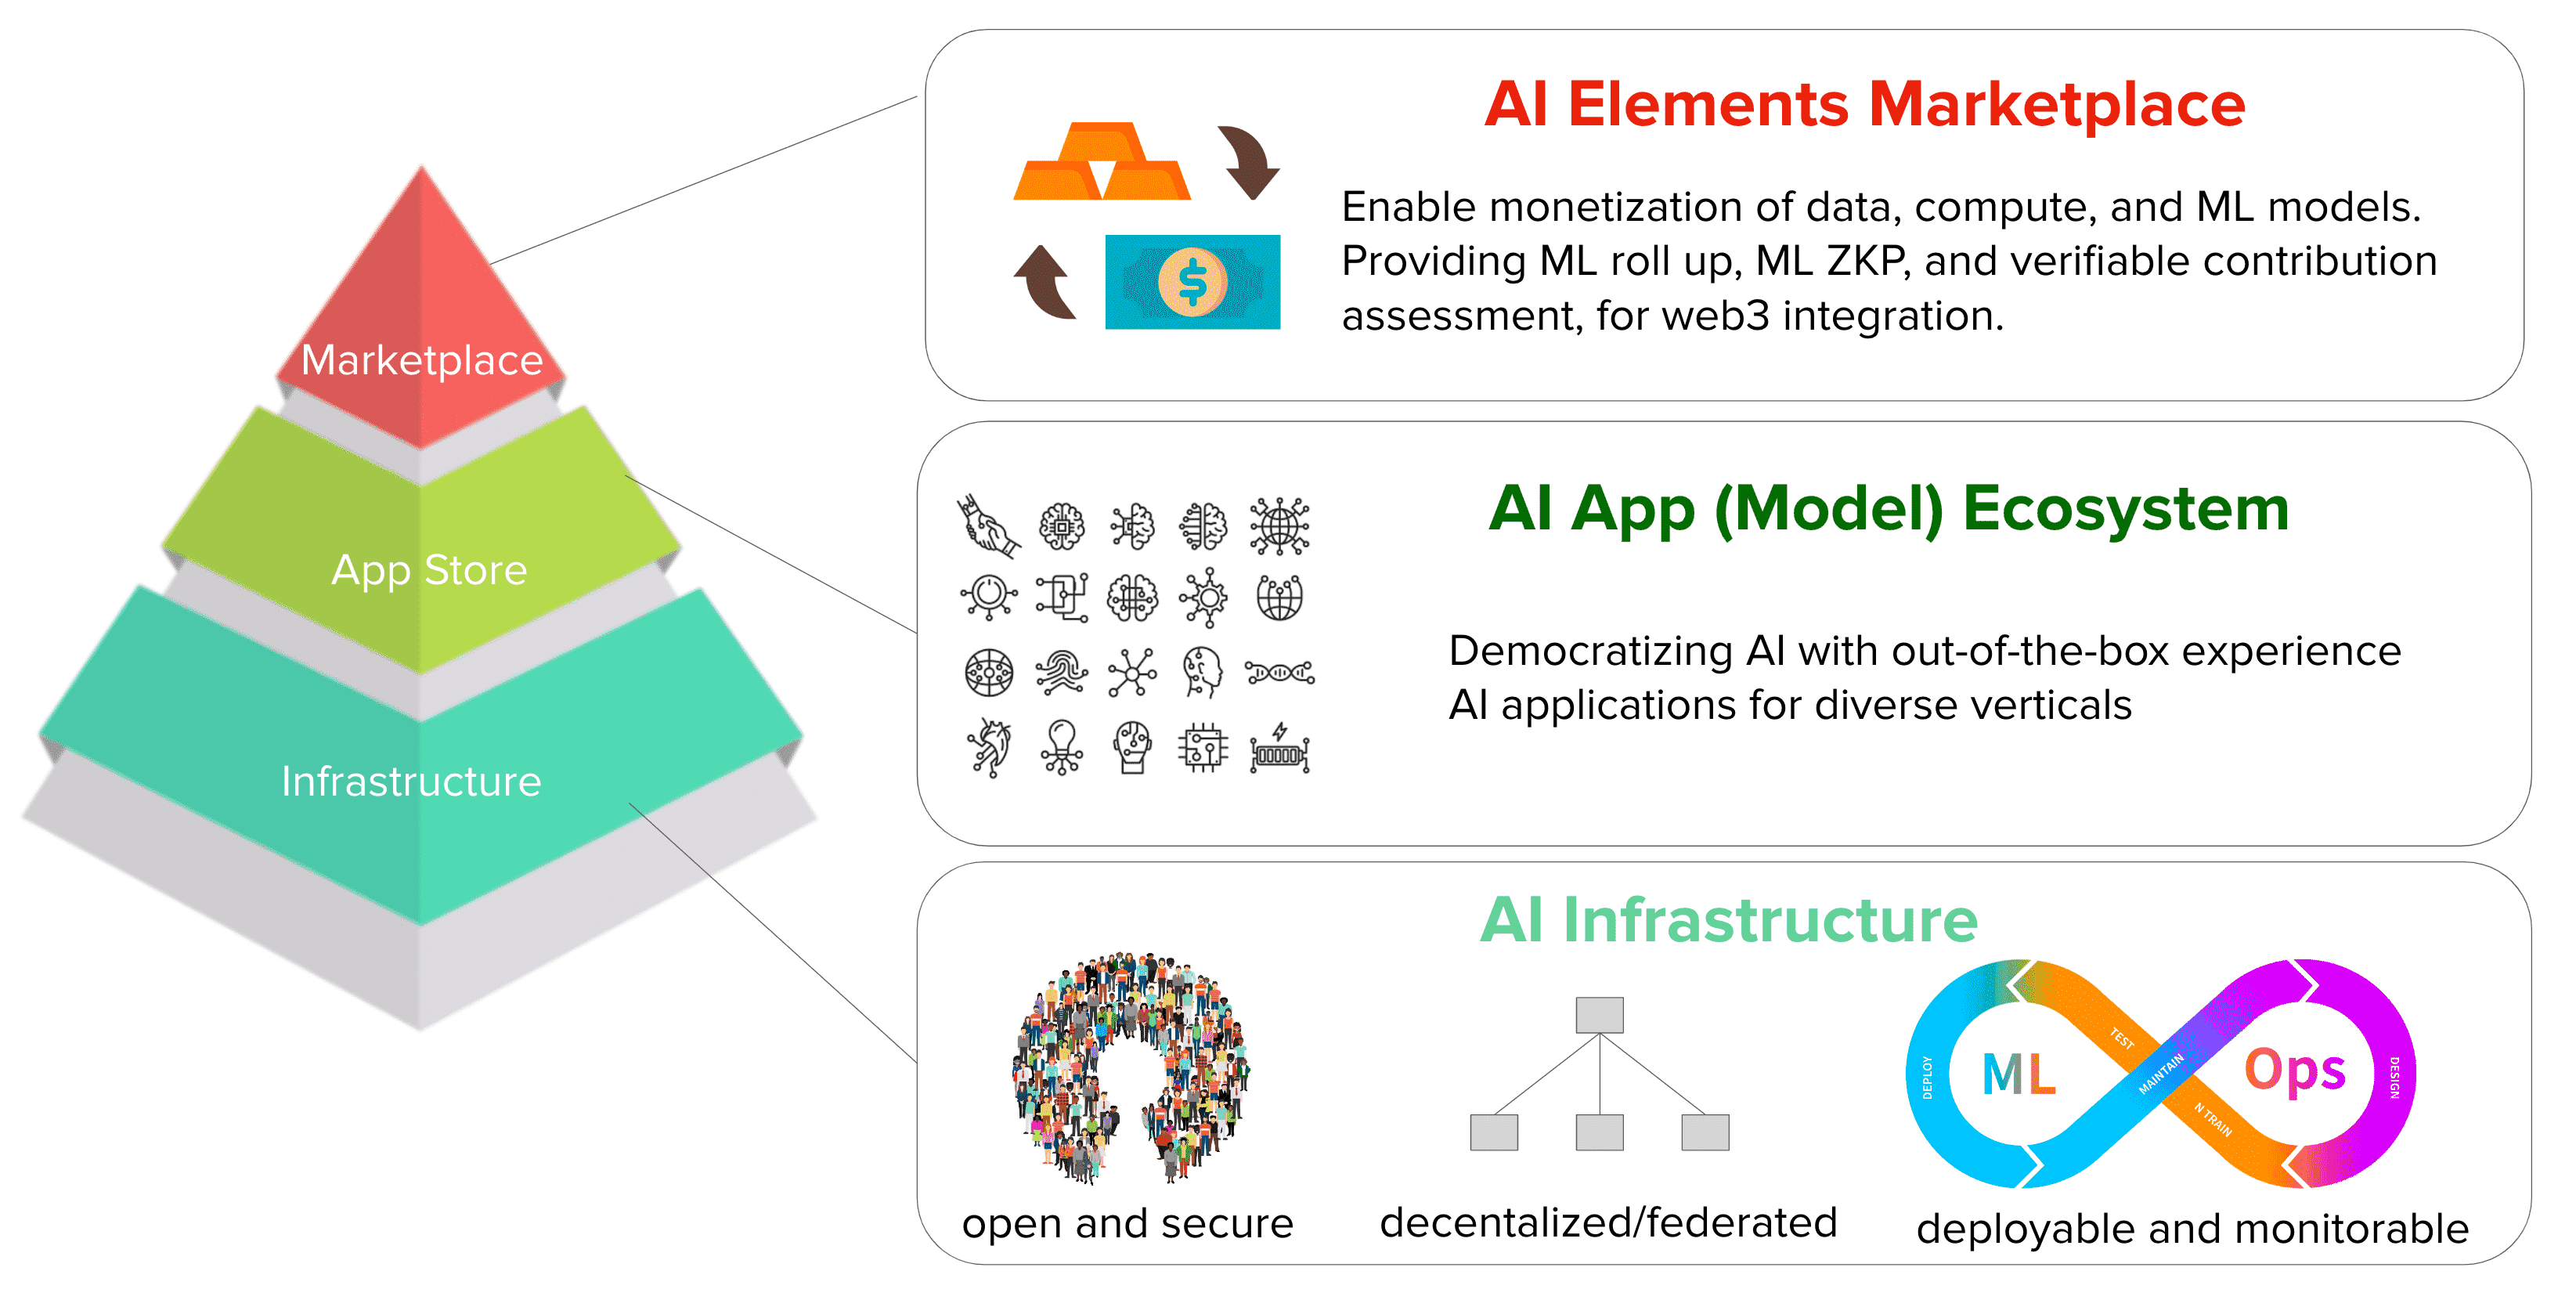 Marketplace
App Store
Infrastructure
AI Elements Marketplace
Enable monetization of data, compute, and ML models.
Providing ML roll up, ML ZKP, and verifiable contribution
assessment, for web3 integration.
AI App (Model) Ecosystem
Democratizing AI with out-of-the-box experience
AI applications for diverse verticals
AI Infrastructure
open and secure
decentalized/federated
DEPLOY
ML
TEST
MAINTAIN
N TRAIN
Ops
DESIGN
deployable and monitorable